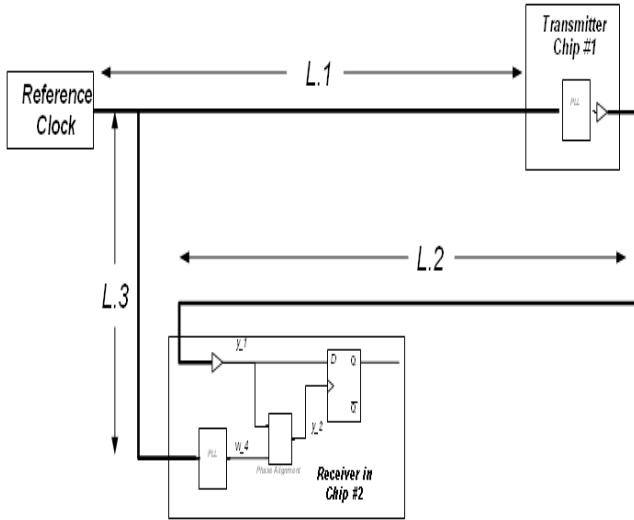 Transmitter
Chip #1
L.1
Reference
Clock
PLL
L.2
L.3
y_1
D Q
Q
y_2
PLL
w_4
Phase Alignment
Receiver in
Chip #2